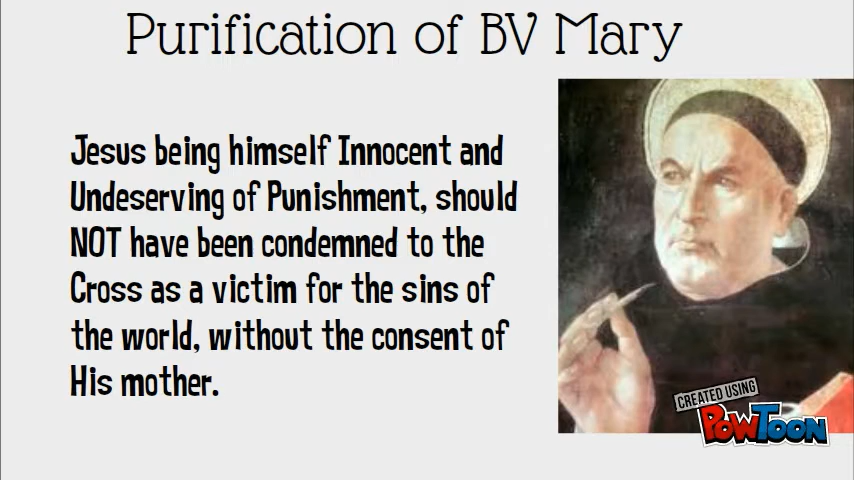 Purification of BV Mary
Jesus being himself Innocent and
Undeserving of Punishment, should
NOT have been condemned to the
Cross as a victim for the sins of
the world, without the consent of
His mother.
CREATED USING
POWTOON